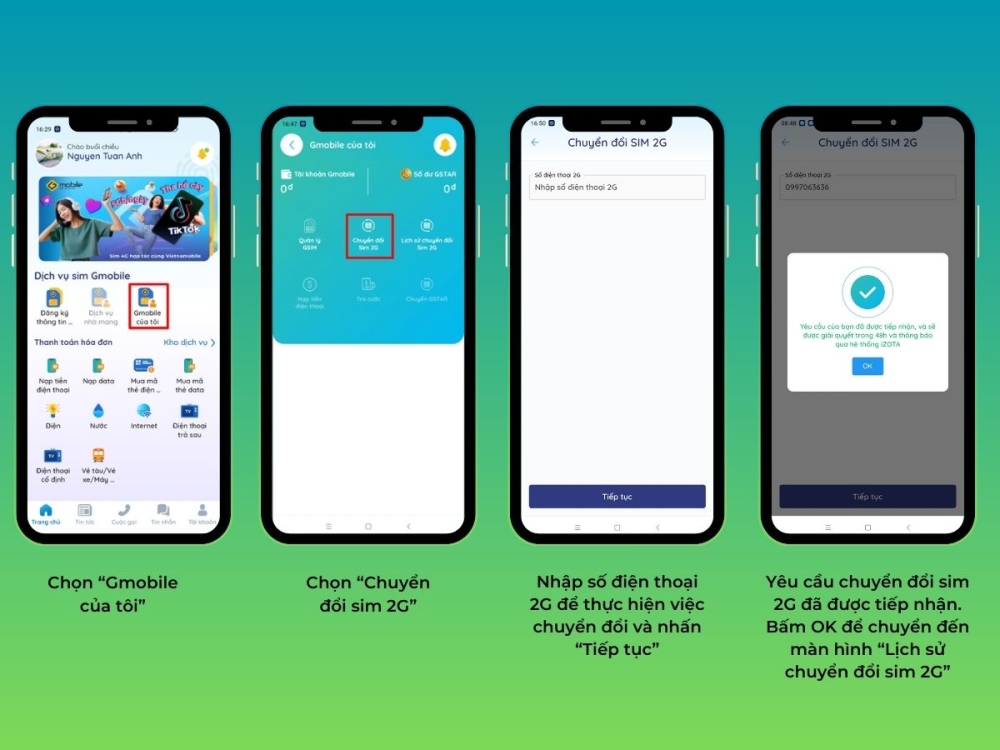 16:29
Chào buổi chiều
Nguyen Tuan Anh
gmobile
TikTok
Sim 4G hợp tác cùng Vietnamobile
Dịch vụ sim Gmobile
Đăng ký
thông tin ...
Dịch vụ
nhà mạng
Gmobile
của tôi
Thanh toán hóa đơn
Kho dịch vụ
Nạp tiền
điện thoại
Nạp data
Mua mã
thẻ điện ...
Mua mã
thẻ data
Điện
Nước
Internet
TV
Điện thoại
trả sau
TV
Điện thoại
cố định
Vé tàu/Vé
xe/Máy ...
Trang chủ
Tin tức
Cuộc gọi
Tin nhắn
Tài khoản
Chọn “Gmobile
của tôi”
16:47
Gmobile của tôi
Tài khoản Gmobile
0đ
Số dư GSTAR
0đ
Quản lý
GSIM
Chuyển đổi
Sim 2G
Lịch sử chuyển đổi
Sim 2G
Nạp tiền
điện thoại
Tra cước
Chuyển GSTAR
Chọn “Chuyển
đổi sim 2G”
16:50
Chuyển đổi SIM 2G
Số điện thoại 2G
Nhập số điện thoại 2G
Tiếp tục
Nhập số điện thoại
2G để thực hiện việc
chuyển đổi và nhấn
“Tiếp tục”
Chuyển đổi SIM 2G
Số điện thoại 2G
0997063636
Yêu cầu của bạn đã được tiếp nhận, và sẽ
được giải quyết trong 48h và thông báo
qua hệ thống iZOTA
OK
Tiếp tục
Yêu cầu chuyển đổi sim
2G đã được tiếp nhận.
Bấm OK để chuyển đến
màn hình “Lịch sử
chuyển đổi sim 2G”